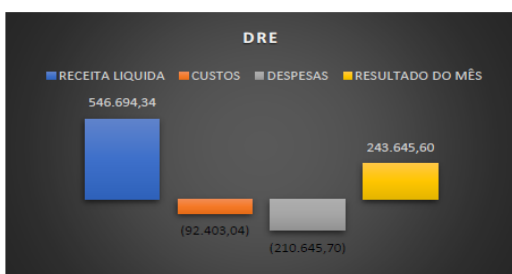 DRE
RECEITA LIQUIDA CUSTOS DESPESAS RESULTADO DO MÊS
546.694,34
243.645,60
(92.403,04)
(210.645,70)